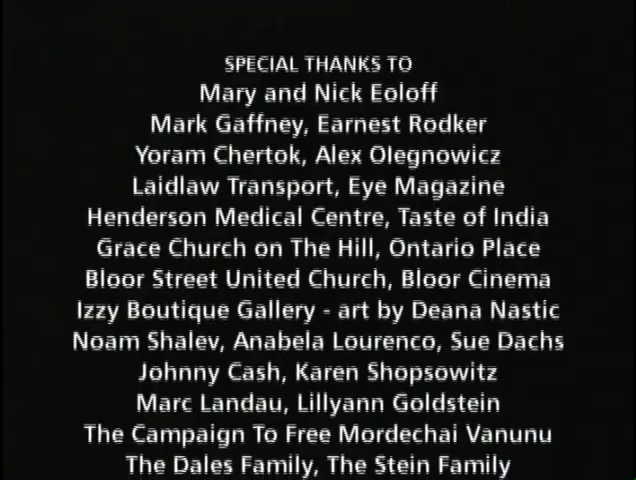 SPECIAL THANKS TO
Mary and Nick Eoloff
Mark Gaffney, Earnest Rodker
Yoram Chertok, Alex Olegnowicz
Laidlaw Transport, Eye Magazine
Henderson Medical Centre, Taste of India
Grace Church on The Hill, Ontario Place
Bloor Street United Church, Bloor Cinema
Izzy Boutique Gallery - art by Deana Nastic
Noam Shalev, Anabela Lourenco, Sue Dachs
Johnny Cash, Karen Shopsowitz
Marc Landau, Lillyann Goldstein
The Campaign To Free Mordechai Vanunu
The Dales Family, The Stein Family